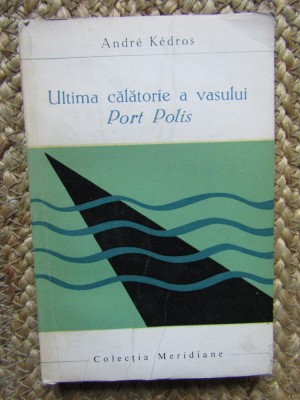 André Kédros
Ultima călătorie a vasului
Port Polis
Colecția Meridiane